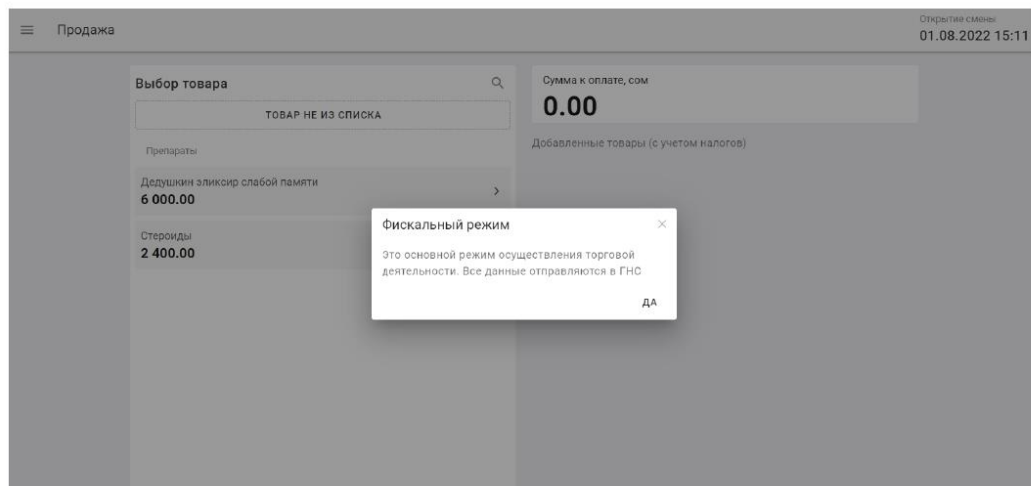 Продажа
Открытие смены
01.08.2022 15:11
Выбор товара
ТОВАР НЕ ИЗ СПИСКА
Препараты
Дедушкин эликсир слабой памяти
6 000.00
Стероиды
2 400.00
Сумма к оплате, сом
0.00
Добавленные товары (с учетом налогов)
Фискальный режим
Это основной режим осуществления торговой
деятельности. Все данные отправляются в ГНС
ДА